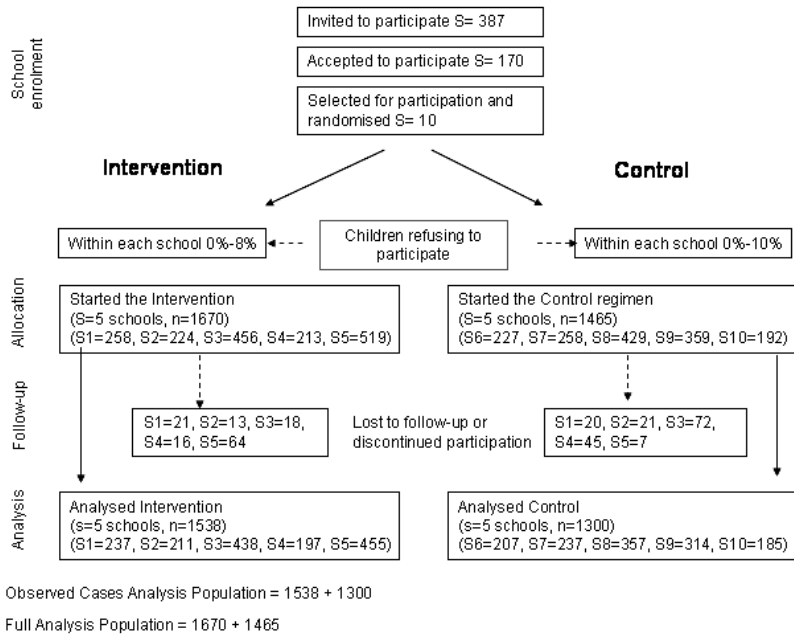 School
enrolment
Invited to participate S= 387
Accepted to participate S= 170
Selected for participation and
randomised S= 10
Intervention
Control
Within each school 0%-8%
Children refusing to
participate
Within each school 0%-10%
Allocation
Started the Intervention
(S=5 schools, n=1670)
(S1=258, S2=224, S3=456, S4=213, S5=519)
Started the Control regimen
(S=5 schools, n=1465)
(S6=227, S7=258, S8=429, S9=359, S10=192)
Follow-up
S1=21, S2=13, S3=18,
S4=16, S5=64
Lost to follow-up or
discontinued participation
S1=20, S2=21, S3=72,
S4=45, S5=7
Analysis
Analysed Intervention
(s=5 schools, n=1538)
(S1=237, S2=211, S3=438, S4=197, S5=455)
Analysed Control
(s=5 schools, n=1300)
(S6=207, S7=237, S8=357, S9=314, S10=185)
Observed Cases Analysis Population = 1538 + 1300
Full Analysis Population = 1670 + 1465